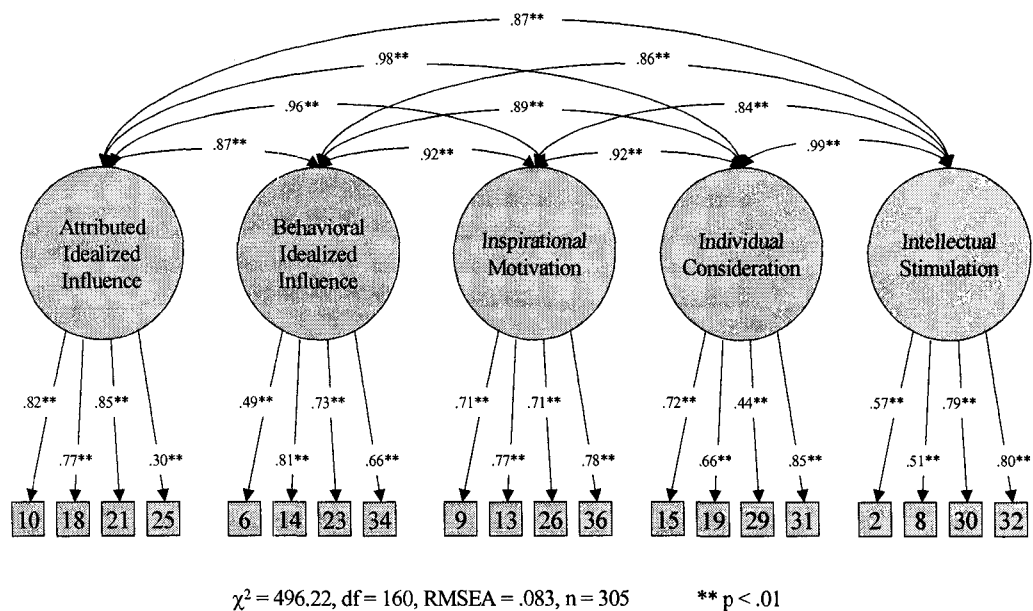 .87**
.98** .86**
.96** .89** .84**
.87** .92** .92** .99**
Attributed
Idealized
Influence
Behavioral
Idealized
Influence
Inspirational
Motivation
Individual
Consideration
Intellectual
Stimulation
.82** .85** .49** .73** .71** .71** .72** .44** .57** .79**
.77** .30** .81** .66** .77** .78** .66** .85** .51** .80**
10 18 21 25 6 14 23 34 9 13 26 36 15 19 29 31 2 8 30 32
χ² = 496.22, df = 160, RMSEA = .083, n = 305 ** p < .01